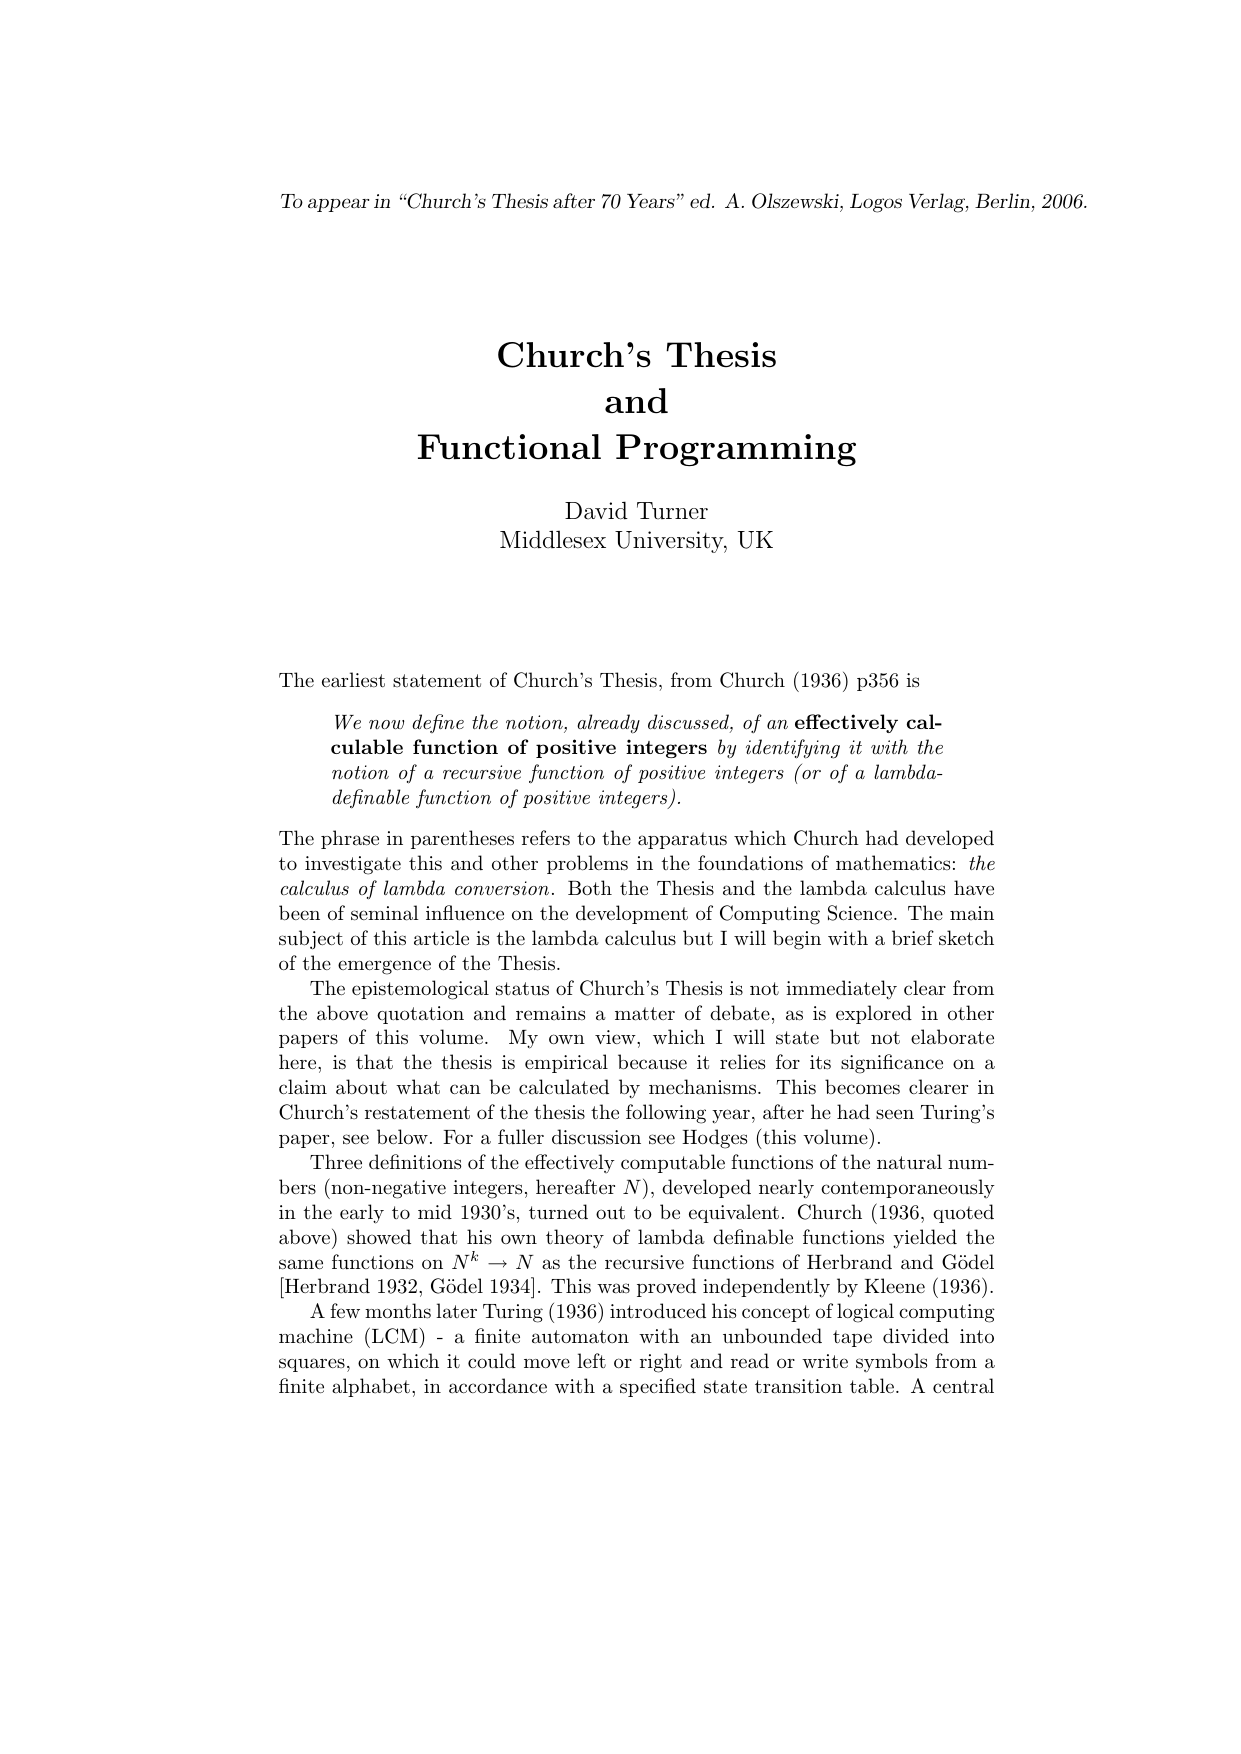 To appear in “Church’s Thesis after 70 Years” ed. A. Olszewski, Logos Verlag, Berlin, 2006.
Church’s Thesis
and
Functional Programming
David Turner
Middlesex University, UK
The earliest statement of Church’s Thesis, from Church (1936) p356 is
We now define the notion, already discussed, of an effectively cal-
culable function of positive integers by identifying it with the
notion of a recursive function of positive integers (or of a lambda-
definable function of positive integers).
The phrase in parentheses refers to the apparatus which Church had developed
to investigate this and other problems in the foundations of mathematics: the
calculus of lambda conversion. Both the Thesis and the lambda calculus have
been of seminal influence on the development of Computing Science. The main
subject of this article is the lambda calculus but I will begin with a brief sketch
of the emergence of the Thesis.
The epistemological status of Church’s Thesis is not immediately clear from
the above quotation and remains a matter of debate, as is explored in other
papers of this volume. My own view, which I will state but not elaborate
here, is that the thesis is empirical because it relies for its significance on a
claim about what can be calculated by mechanisms. This becomes clearer in
Church’s restatement of the thesis the following year, after he had seen Turing’s
paper, see below. For a fuller discussion see Hodges (this volume).
Three definitions of the effectively computable functions of the natural num-
bers (non-negative integers, hereafter N), developed nearly contemporaneously
in the early to mid 1930’s, turned out to be equivalent. Church (1936, quoted
above) showed that his own theory of lambda definable functions yielded the
same functions on N^k → N as the recursive functions of Herbrand and Gödel
[Herbrand 1932, Gödel 1934]. This was proved independently by Kleene (1936).
A few months later Turing (1936) introduced his concept of logical computing
machine (LCM) - a finite automaton with an unbounded tape divided into
squares, on which it could move left or right and read or write symbols from a
finite alphabet, in accordance with a specified state transition table. A central